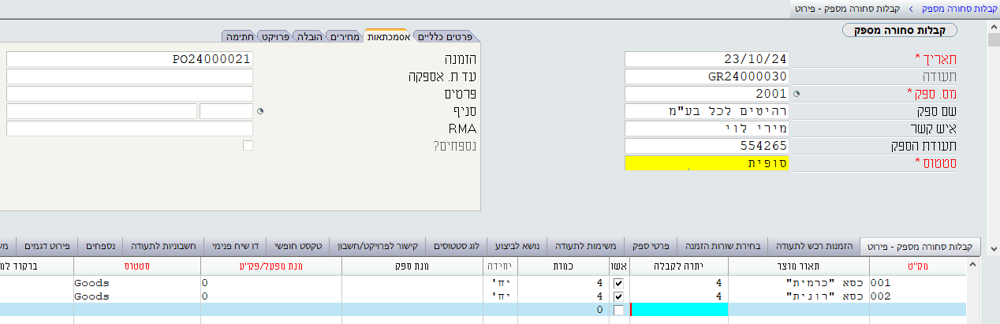 קבלות סחורה מספק > קבלות סחורה מספק - פירוט
קבלות סחורה מספק
תאריך * 23/10/24
תעודה GR24000030
מס. ספק * 2001
שם ספק רהיטים לכל בע"מ
איש קשר מירי לוי
תעודת הספק 554265
סטטוס * סופית
פרטים כלליים אסמכתאות מחירים הובלה פרויקט חתימה
הזמנה PO24000021
עד ת. אספקה
פרטים
סניף
RMA
נספחים?
קבלות סחורה מספק - פירוט הזמנות רכש לתעודה בחירת שורות הזמנה פרטי ספק משימות לתעודה נושא לביצוע לוג סטטוסים קישור לפרויקט/חשבון טקסט חופשי דו שיח פנימי חשבוניות לתעודה נספחים פירוט דגמים
מק"ט תאור מוצר יתרה לקבלה אשו כמות יחידה מנת ספק מנת מפעל/פק"ע סטטוס ברקוד למ
001 כסא "כרמית" 4 4 יח' 0 Goods
002 כסא "רונית" 4 4 יח' 0 Goods
0